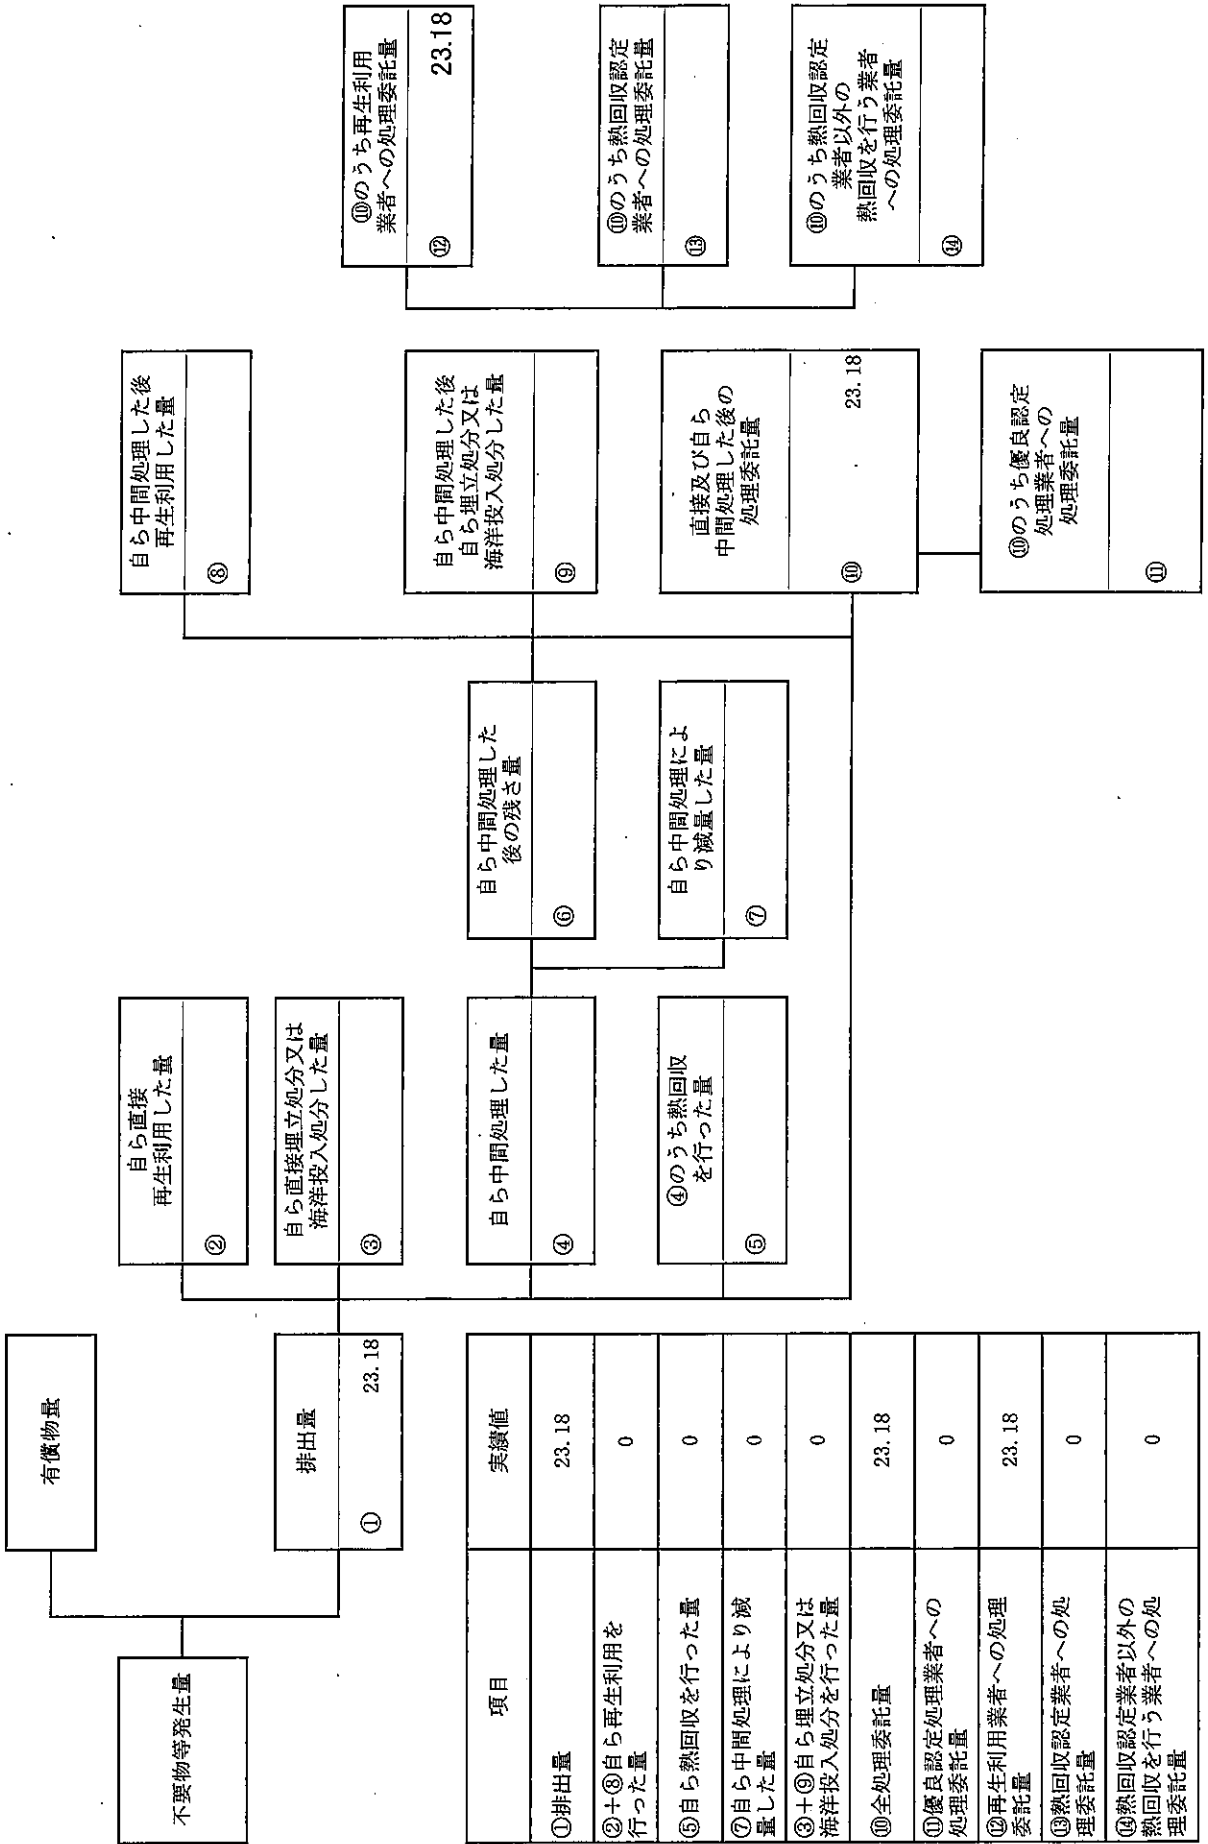 不要物等発生量
有償物量
排出量
① 23.18
自ら直接
再生利用した量
②
自ら直接埋立処分又は
海洋投入処分した量
③
自ら中間処理した量
④
④のうち熱回収
を行った量
⑤
自ら中間処理した
後の残さ量
⑥
自ら中間処理によ
り減量した量
⑦
自ら中間処理した後
再生利用した量
⑧
自ら中間処理した後
自ら埋立処分又は
海洋投入処分した量
⑨
直接及び自ら
中間処理した後の
処理委託量
⑩ 23.18
⑩のうち優良認定
処理業者への
処理委託量
⑪
⑩のうち再生利用
業者への処理委託量
⑫ 23.18
⑩のうち熱回収認定
業者への処理委託量
⑬
⑩のうち熱回収認定
業者以外の
熱回収を行う業者
への処理委託量
⑭
項目 実績値
①排出量 23.18
②+⑧自ら再生利用を
行った量 0
⑤自ら熱回収を行った量 0
⑦自ら中間処理により減
量した量 0
③+⑨自ら埋立処分又は
海洋投入処分を行った量 0
⑩全処理委託量 23.18
⑪優良認定処理業者への
処理委託量 0
⑫再生利用業者への処理
委託量 23.18
⑬熱回収認定業者への処
理委託量 0
⑭熱回収認定業者以外の
熱回収を行う業者への処
理委託量 0